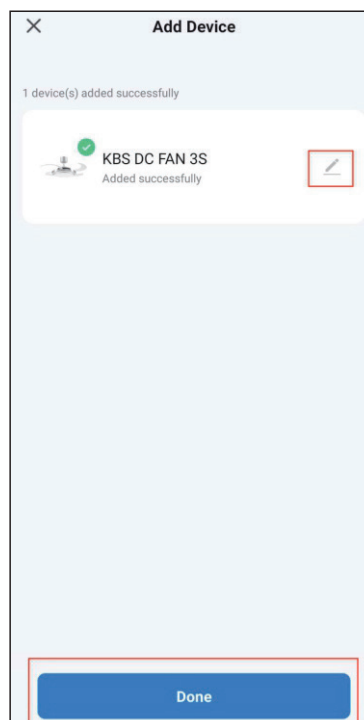 Add Device
1 device(s) added successfully
KBS DC FAN 3S
Added successfully
Done